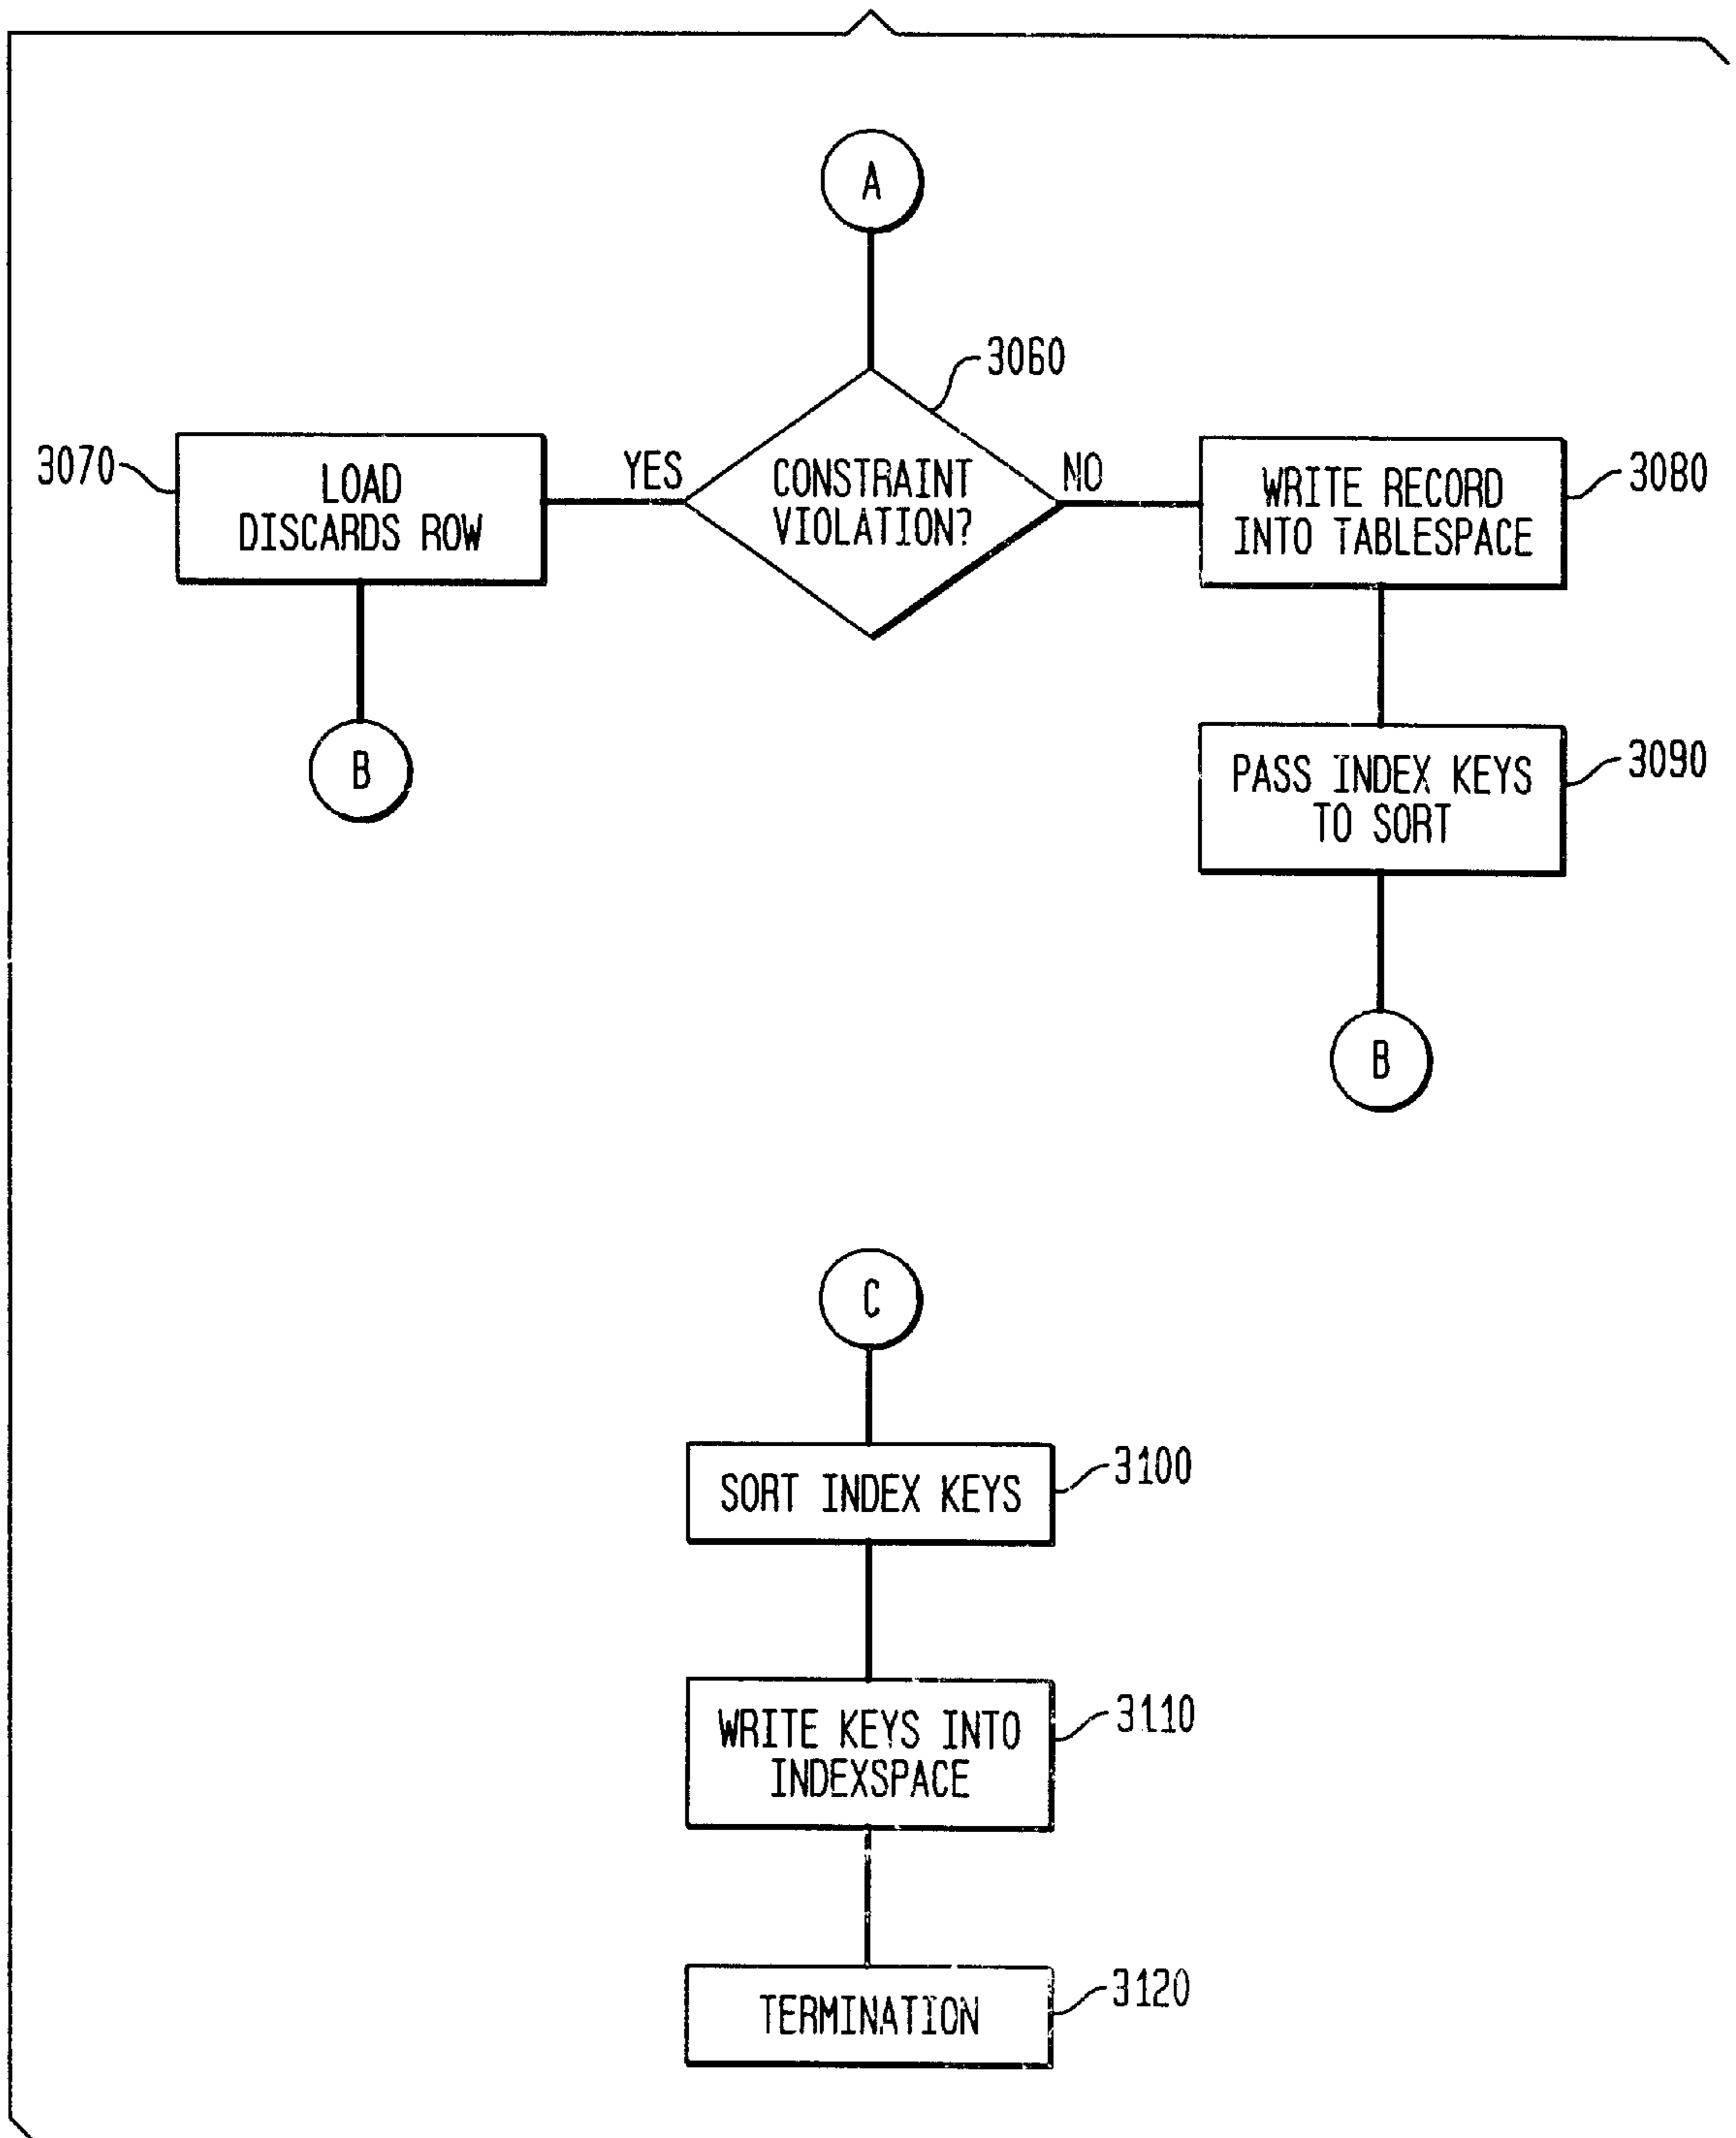 A
3060
3070
LOAD
DISCARDS ROW
YES
CONSTRAINT
VIOLATION?
NO
WRITE RECORD
INTO TABLESPACE
3080
B
PASS INDEX KEYS
TO SORT
3090
B
C
SORT INDEX KEYS
3100
WRITE KEYS INTO
INDEXSPACE
3110
TERMINATION
3120